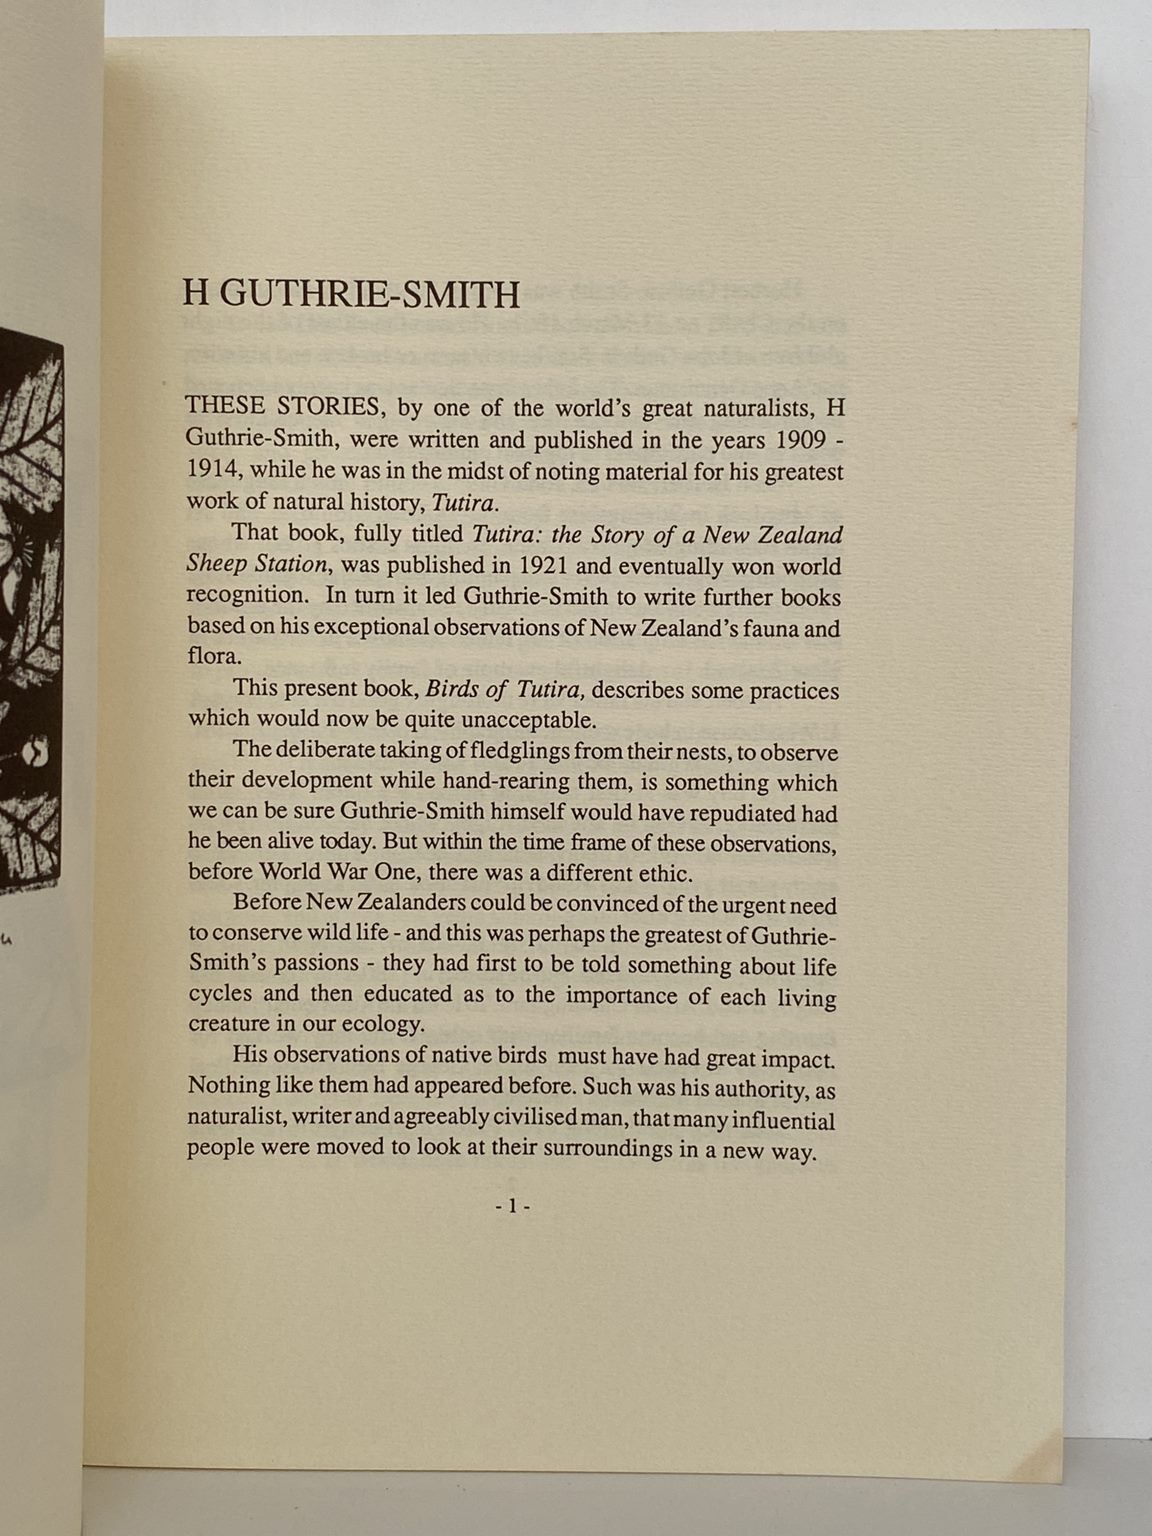 H GUTHRIE-SMITH
THESE STORIES, by one of the world's great naturalists, H
Guthrie-Smith, were written and published in the years 1909 -
1914, while he was in the midst of noting material for his greatest
work of natural history, Tutira.
That book, fully titled Tutira: the Story of a New Zealand
Sheep Station, was published in 1921 and eventually won world
recognition.  In turn it led Guthrie-Smith to write further books
based on his exceptional observations of New Zealand's fauna and
flora.
This present book, Birds of Tutira, describes some practices
which would now be quite unacceptable.
The deliberate taking of fledglings from their nests, to observe
their development while hand-rearing them, is something which
we can be sure Guthrie-Smith himself would have repudiated had
he been alive today. But within the time frame of these observations,
before World War One, there was a different ethic.
Before New Zealanders could be convinced of the urgent need
to conserve wild life - and this was perhaps the greatest of Guthrie-
Smith's passions - they had first to be told something about life
cycles and then educated as to the importance of each living
creature in our ecology.
His observations of native birds  must have had great impact.
Nothing like them had appeared before. Such was his authority, as
naturalist, writer and agreeably civilised man, that many influential
people were moved to look at their surroundings in a new way.
- 1 -